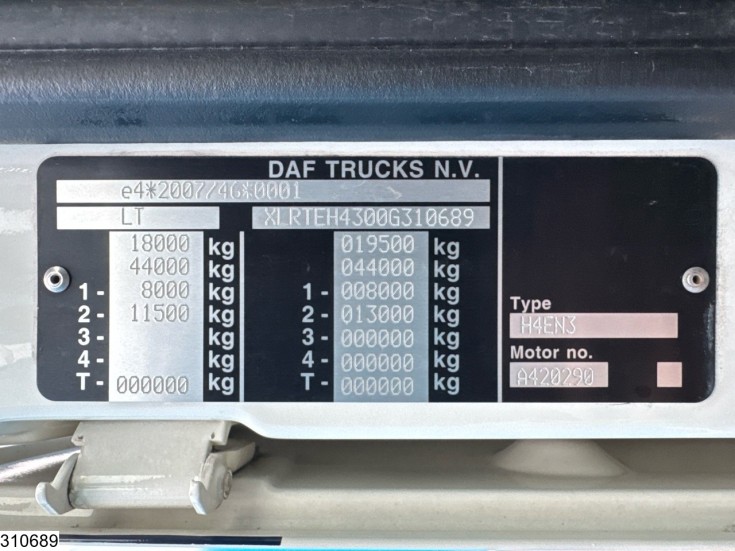 DAF TRUCKS N.V.
e4*2007/46*0001
LT XLRTEH4300G310689
18000 kg 019500 kg
44000 kg 044000 kg
1- 8000 kg 1- 008000 kg
2- 11500 kg 2- 013000 kg
3- kg 3- 000000 kg
4- kg 4- 000000 kg
T- 000000 kg T- 000000 kg
Type
H4EN3
Motor no.
A420290
310689